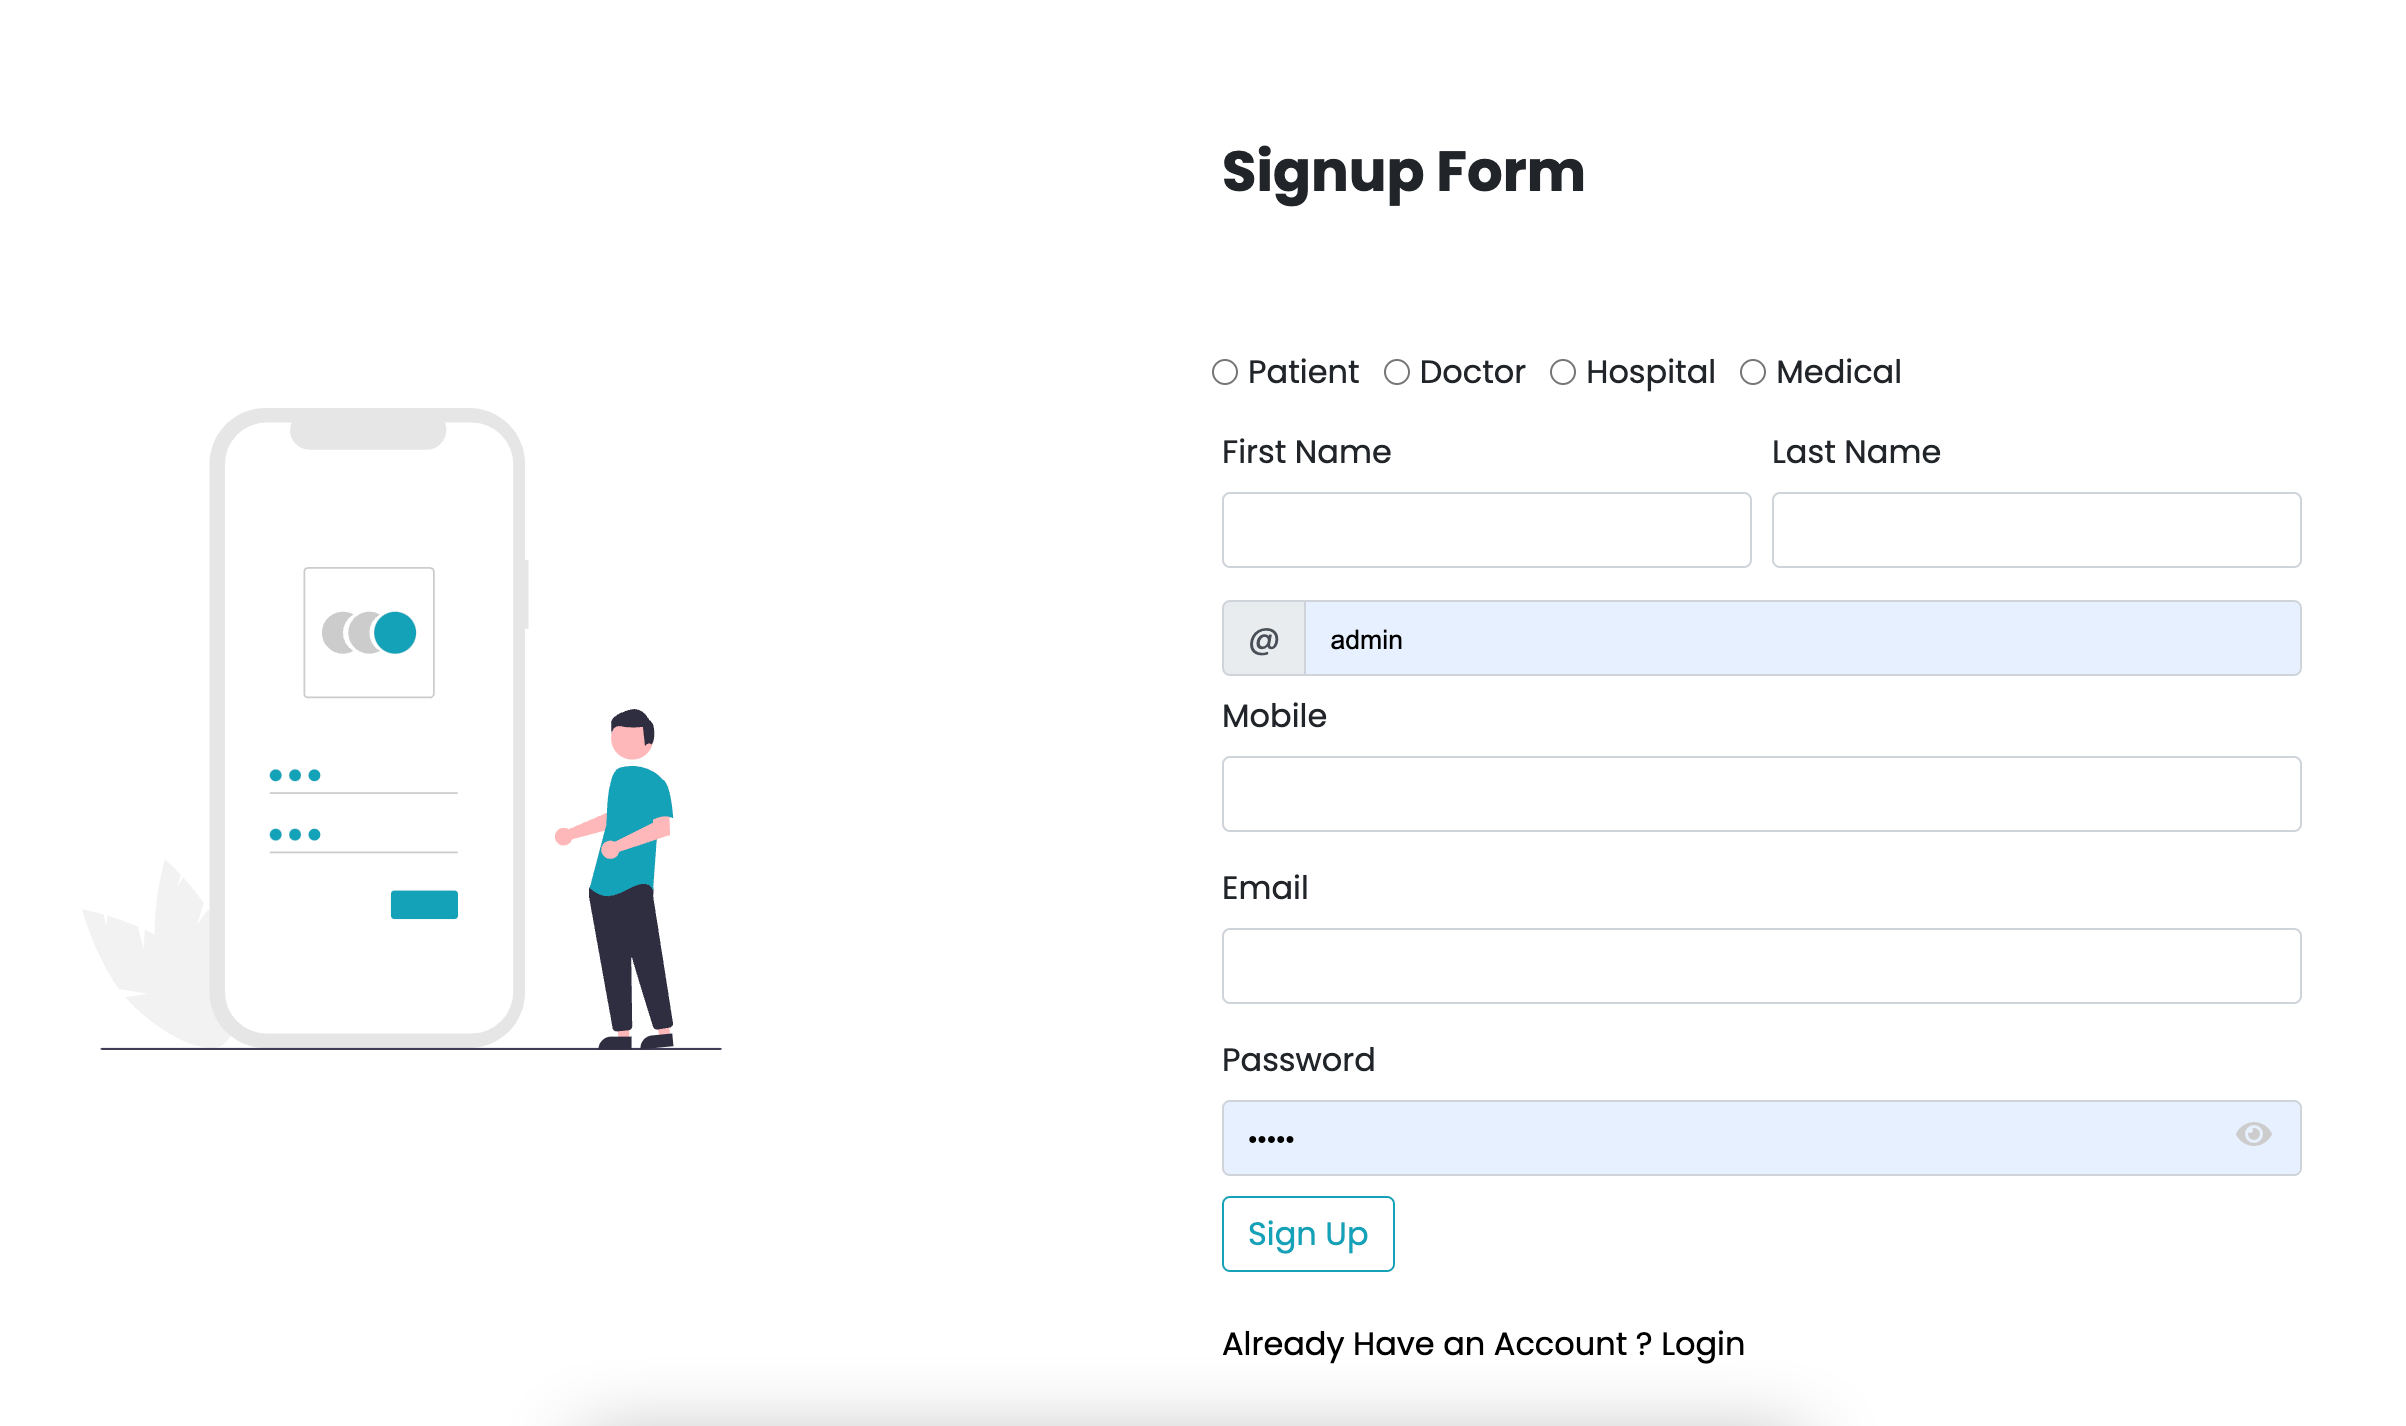 Signup Form
Patient Doctor Hospital Medical
First Name Last Name
@ admin
Mobile
Email
Password
•••••
Sign Up
Already Have an Account ? Login